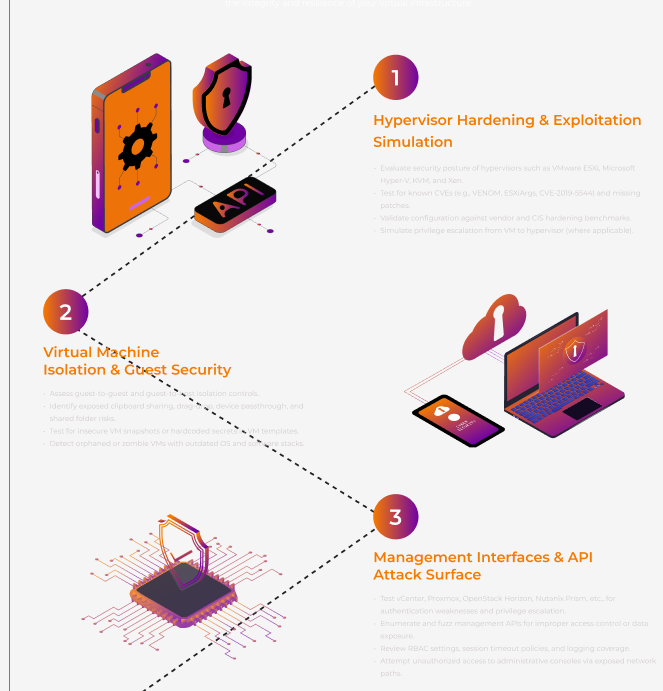 the integrity and resilience of your virtual infrastructure.
1
Hypervisor Hardening & Exploitation
Simulation
- Evaluate security posture of hypervisors such as VMware ESXi, Microsoft
Hyper-V, KVM, and Xen.
- Test for known CVEs (e.g., VENOM, ESXiArgs, CVE-2019-5544) and missing
patches.
- Validate configuration against vendor and CIS hardening benchmarks.
- Simulate privilege escalation from VM to hypervisor (where applicable)
API
2
Virtual Machine
Isolation & Guest Security
- Assess guest-to-guest and guest-to-host isolation controls.
- Identify exposed clipboard sharing, drag-drop, device passthrough, and
shared folder risks.
- Test for insecure VM snapshots or hardcoded secrets in VM templates.
- Detect orphaned or zombie VMs with outdated OS and software stacks.
CYBER
SECURITY
3
Management Interfaces & API
Attack Surface
- Test vCenter, Proxmox, OpenStack Horizon, Nutanix Prism, etc., for
authentication weaknesses and privilege escalation.
- Enumerate and fuzz management APIs for improper access control or data
exposure.
- Review RBAC settings, session timeout policies, and logging coverage.
- Attempt unauthorized access to administrative consoles via exposed network
paths.